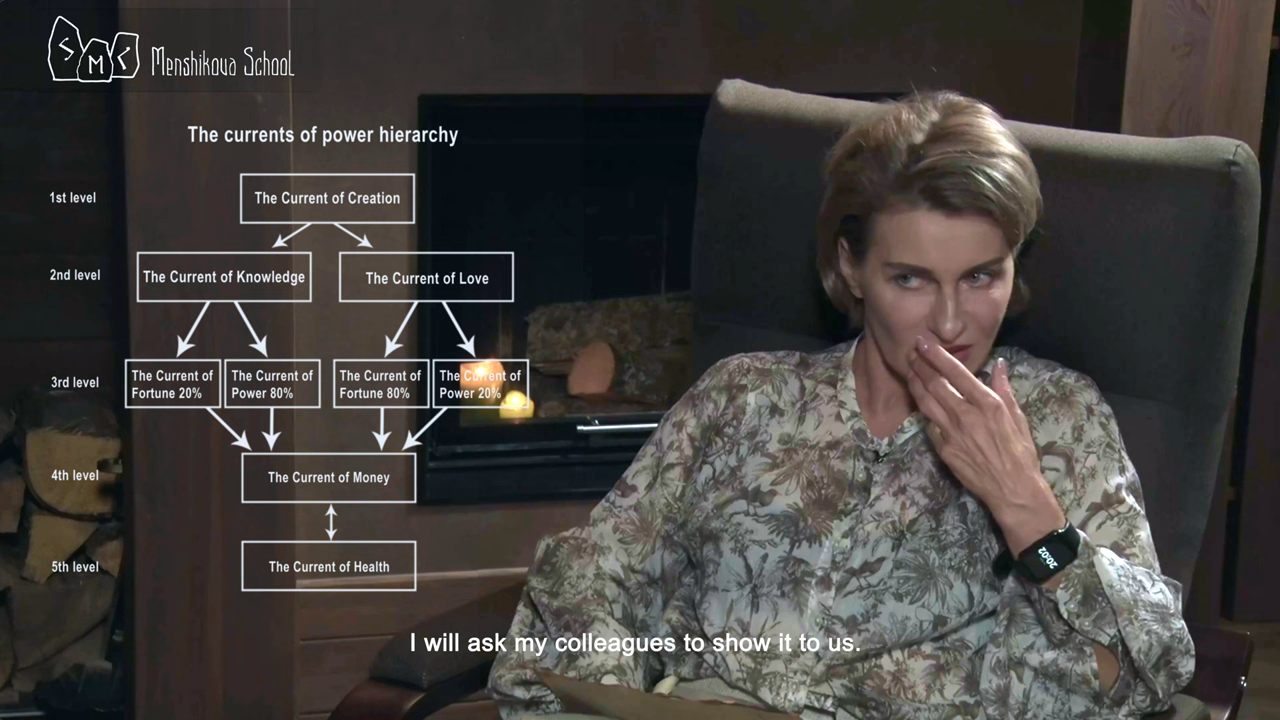 SMS
Menshikova School
The currents of power hierarchy
1st level
The Current of Creation
2nd level
The Current of Knowledge
The Current of Love
3rd level
The Current of
Fortune 20%
The Current of
Power 80%
The Current of
Fortune 80%
The Current of
Power 20%
4th level
The Current of Money
5th level
The Current of Health
20:02
I will ask my colleagues to show it to us.